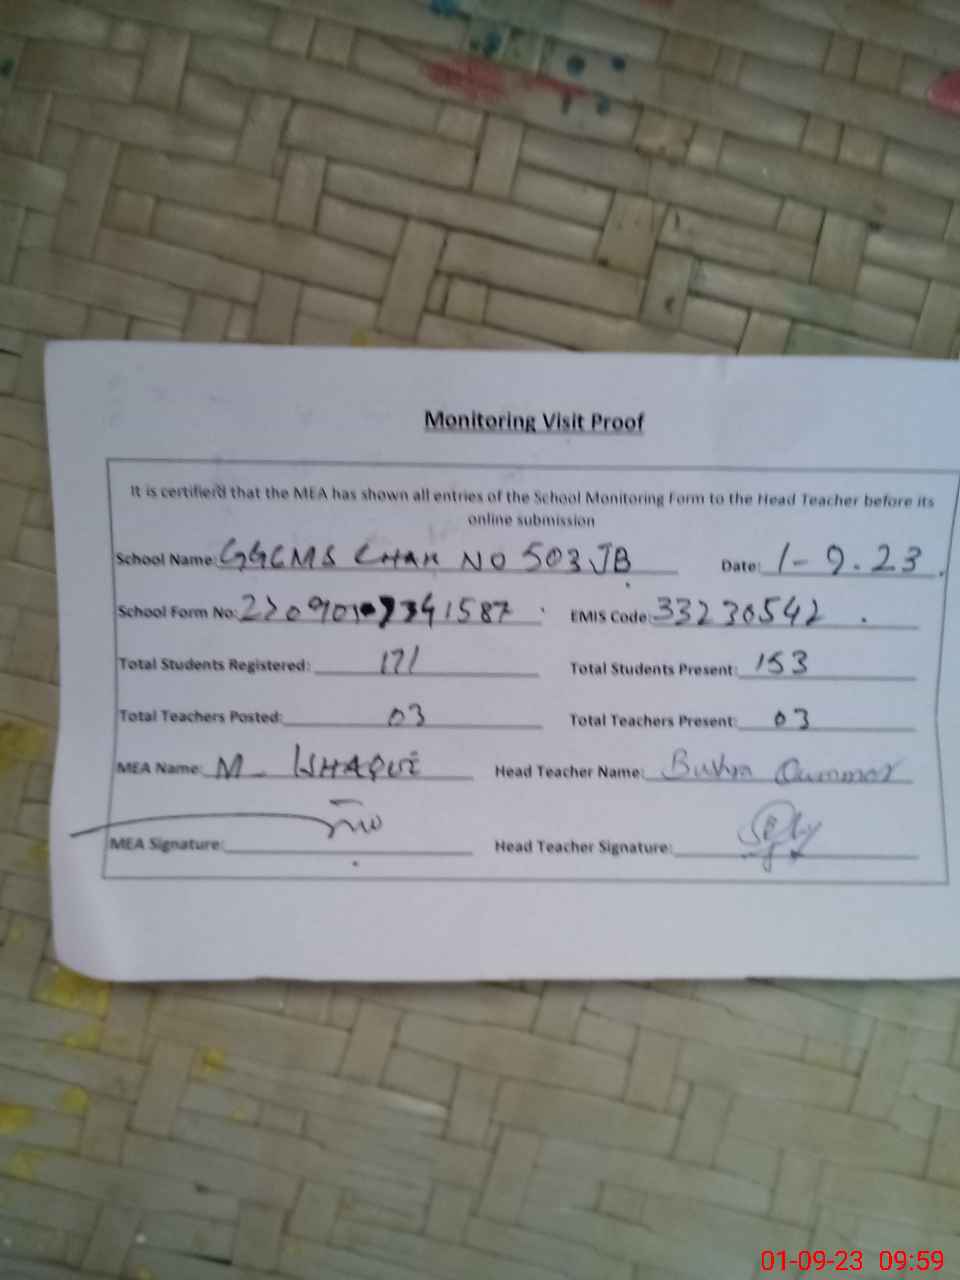 Monitoring Visit Proof
It is certifierd that the MEA has shown all entries of the School Monitoring Form to the Head Teacher before its
online submission
School Name: GGCMS CHAK NO 503 JB Date: 1-9.23.
School Form No: EMIS Code: 33230542
Total Students Registered: 171 Total Students Present: 153
Total Teachers Posted: 03 Total Teachers Present: 03
MEA Name: M. Head Teacher Name: Bushra
MEA Signature: Head Teacher Signature:
01-09-23 09:59